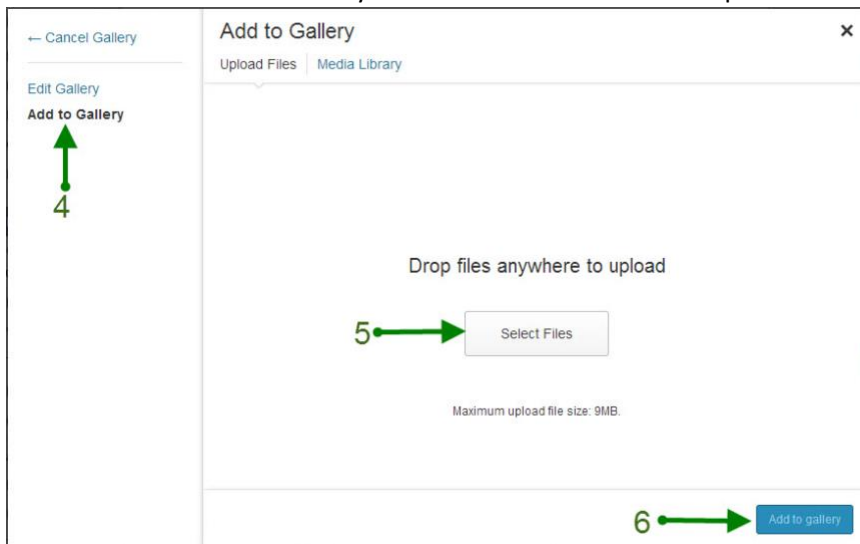 ← Cancel Gallery
Edit Gallery
Add to Gallery
4
Add to Gallery
×
Upload Files
Media Library
Drop files anywhere to upload
5
Select Files
Maximum upload file size: 9MB.
6
Add to gallery